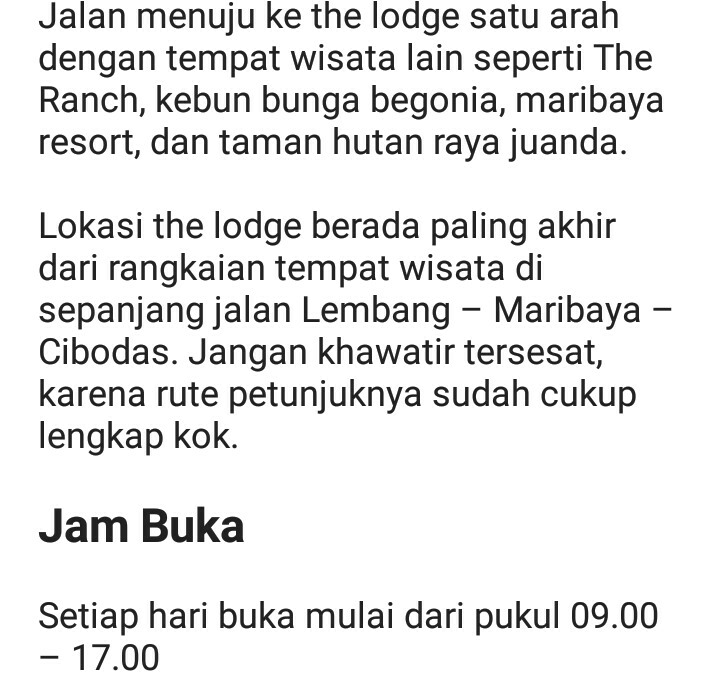 Jalan menuju ke the lodge satu arah
dengan tempat wisata lain seperti The
Ranch, kebun bunga begonia, maribaya
resort, dan taman hutan raya juanda.
Lokasi the lodge berada paling akhir
dari rangkaian tempat wisata di
sepanjang jalan Lembang – Maribaya –
Cibodas. Jangan khawatir tersesat,
karena rute petunjuknya sudah cukup
lengkap kok.
Jam Buka
Setiap hari buka mulai dari pukul 09.00
– 17.00